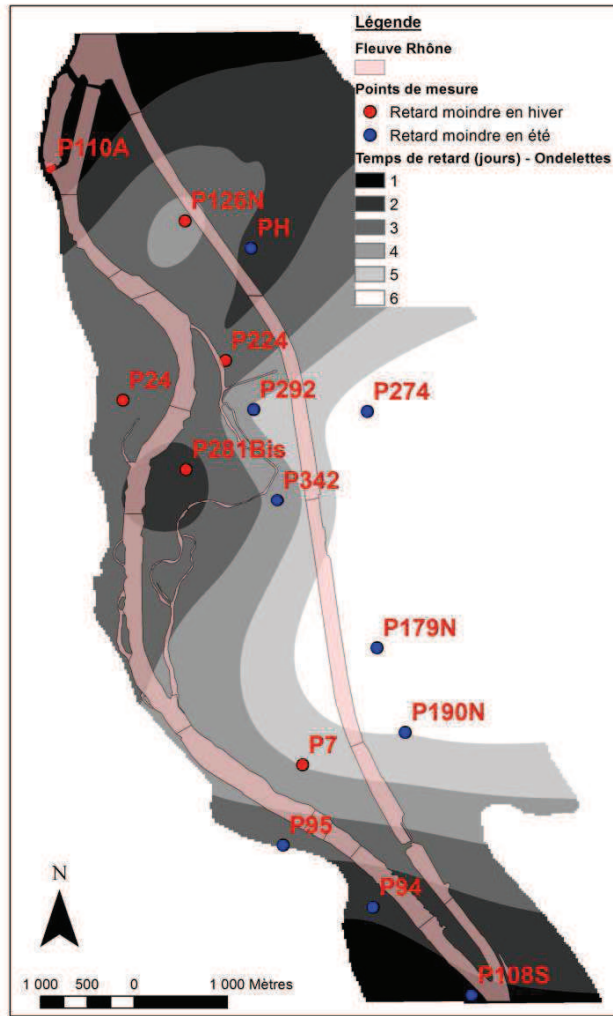 Légende
Fleuve Rhône
Points de mesure
Retard moindre en hiver
Retard moindre en été
Temps de retard (jours) - Ondelettes
1
2
3
4
5
6
P110A
P126N
PH
P224
P24
P292
P274
P281Bis
P342
P179N
P190N
P7
P95
P94
P108S
N
1 000 500 0 1 000 Mètres